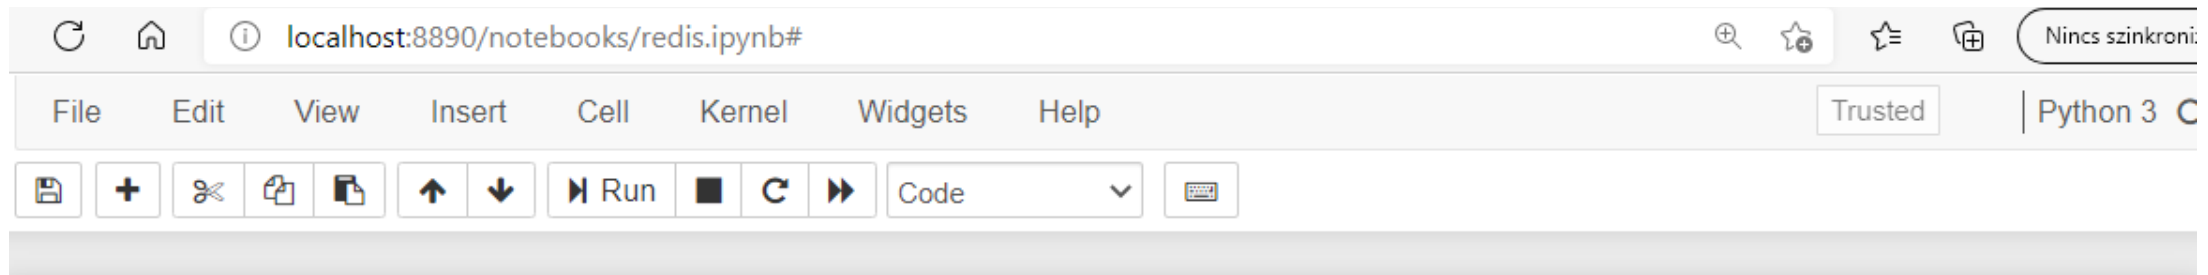 localhost:8890/notebooks/redis.ipynb#
Nincs
File Edit View Insert Cell Kernel Widgets Help Trusted Python 3
Run Code